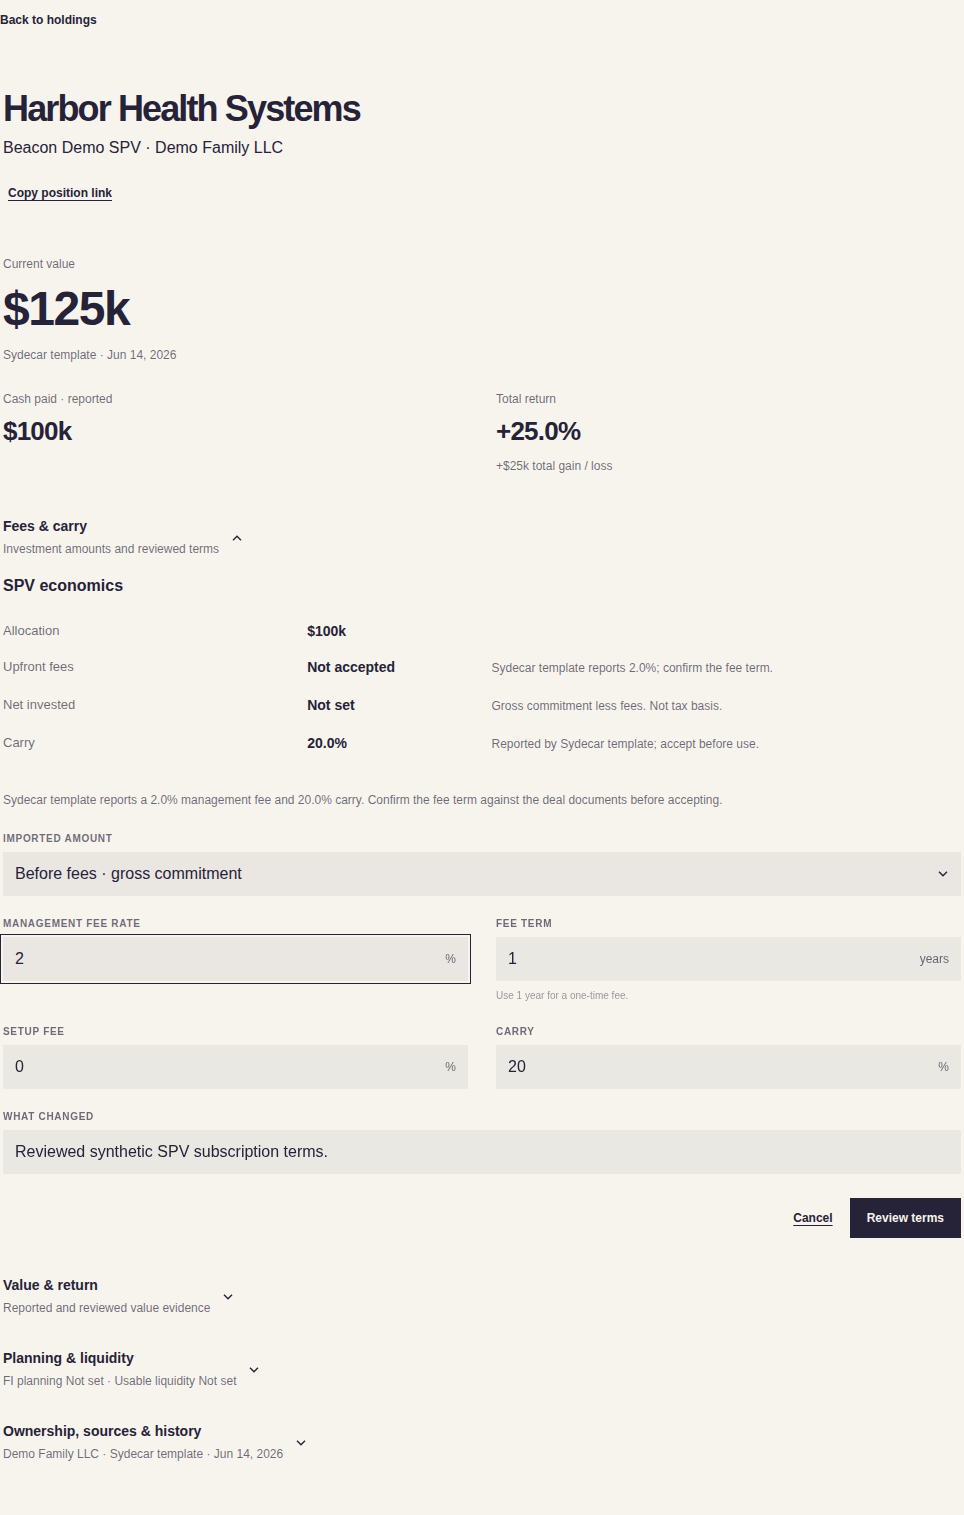 Back to holdings
Harbor Health Systems
Beacon Demo SPV · Demo Family LLC
Copy position link
Current value
$125k
Sydecar template · Jun 14, 2026
Cash paid · reported
$100k
Total return
+25.0%
+$25k total gain / loss
Fees & carry
Investment amounts and reviewed terms
SPV economics
Allocation $100k
Upfront fees Not accepted Sydecar template reports 2.0%; confirm the fee term.
Net invested Not set Gross commitment less fees. Not tax basis.
Carry 20.0% Reported by Sydecar template; accept before use.
Sydecar template reports a 2.0% management fee and 20.0% carry. Confirm the fee term against the deal documents before accepting.
IMPORTED AMOUNT
Before fees · gross commitment
MANAGEMENT FEE RATE
2 %
FEE TERM
1 years
Use 1 year for a one-time fee.
SETUP FEE
0 %
CARRY
20 %
WHAT CHANGED
Reviewed synthetic SPV subscription terms.
Cancel Review terms
Value & return
Reported and reviewed value evidence
Planning & liquidity
FI planning Not set · Usable liquidity Not set
Ownership, sources & history
Demo Family LLC · Sydecar template · Jun 14, 2026